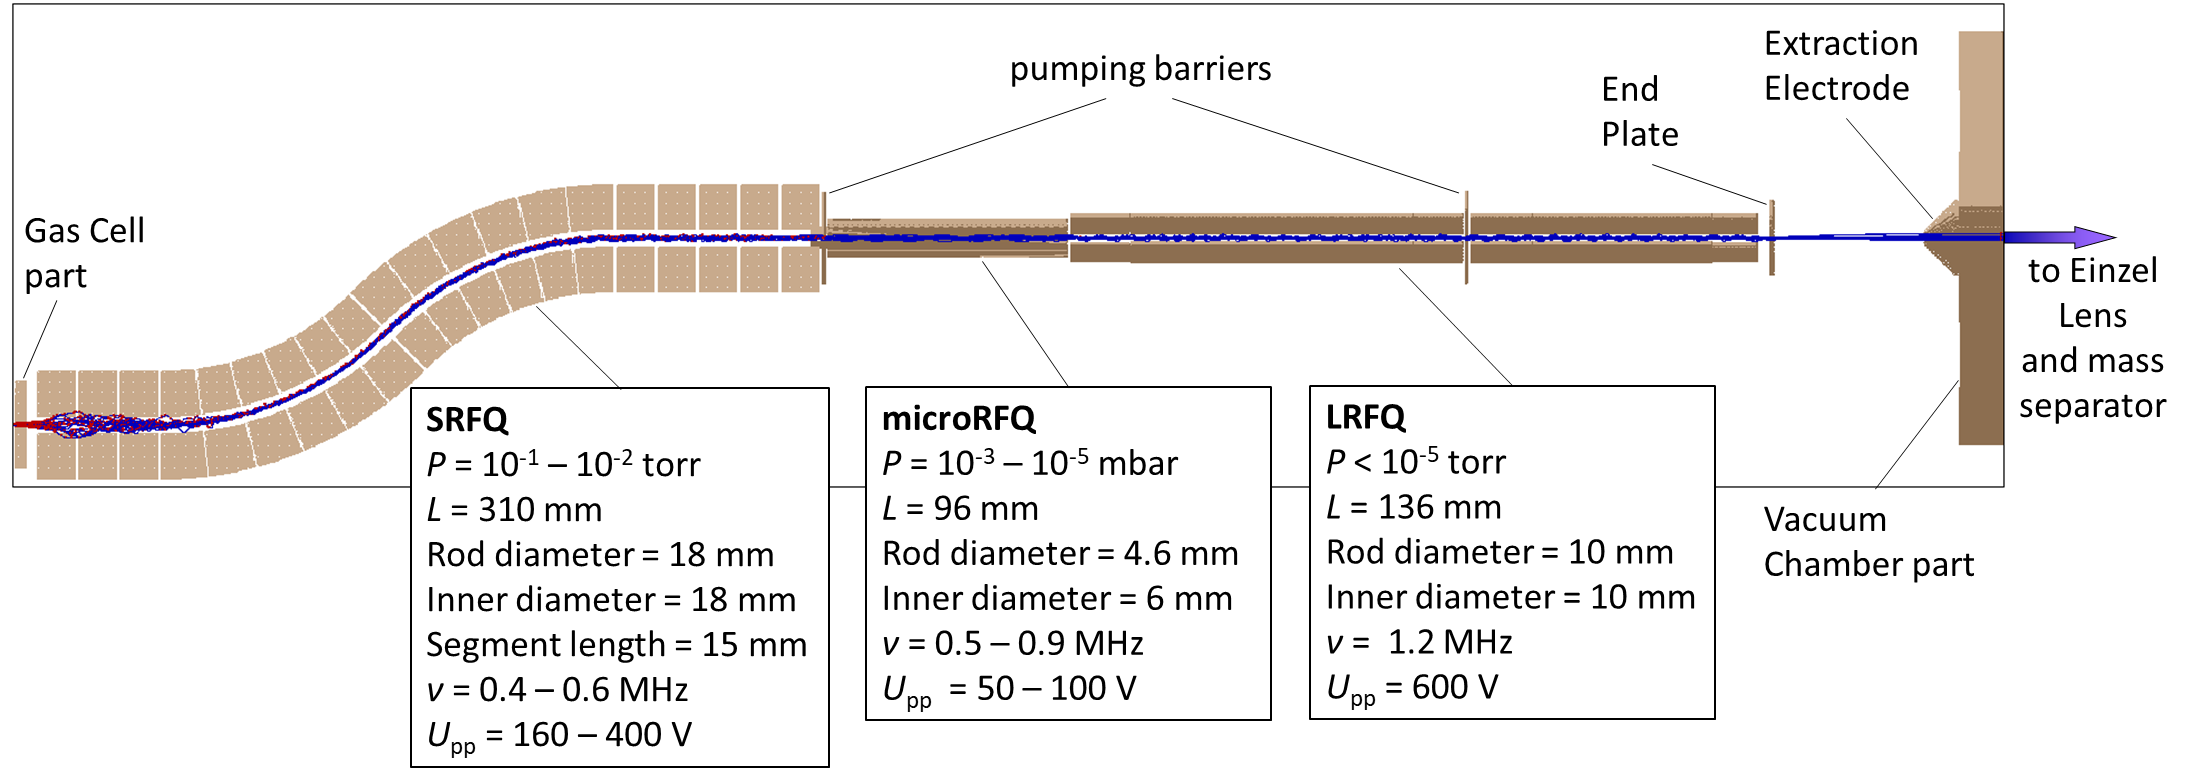 pumping barriers
Extraction
Electrode
End
Plate
Gas Cell
part
to Einzel
Lens
and mass
separator
SRFQ
P = 10⁻¹ – 10⁻² torr
L = 310 mm
Rod diameter = 18 mm
Inner diameter = 18 mm
Segment length = 15 mm
ν = 0.4 – 0.6 MHz
Upp = 160 – 400 V
microRFQ
P = 10⁻³ – 10⁻⁵ mbar
L = 96 mm
Rod diameter = 4.6 mm
Inner diameter = 6 mm
ν = 0.5 – 0.9 MHz
Upp = 50 – 100 V
LRFQ
P < 10⁻⁵ torr
L = 136 mm
Rod diameter = 10 mm
Inner diameter = 10 mm
ν = 1.2 MHz
Upp = 600 V
Vacuum
Chamber part